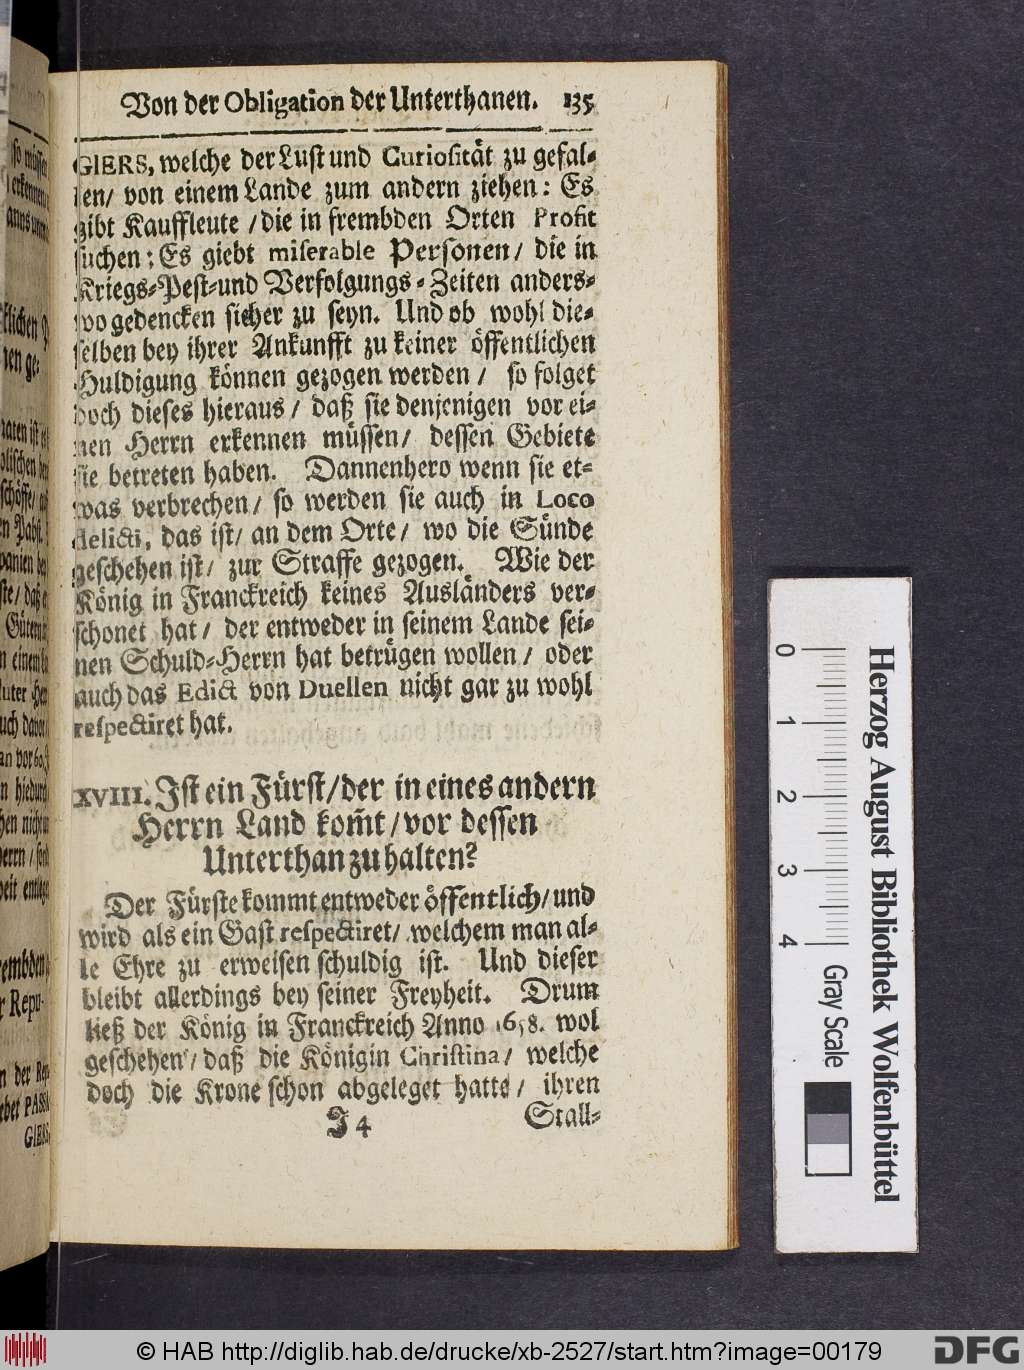 Von der Obligation der Unterthanen. 135
GIERS, welche der Lust und Curiosität zu gefal-
len/ von einem Lande zum andern ziehen: Es
gibt Kauffleute / die in frembden Orten Profit
suchen: Es giebt miserable Personen/ die in
Kriegs-Pest-und Verfolgungs-Zeiten anders-
wo gedencken sicher zu seyn. Und ob wohl die-
selben bey ihrer Ankunfft zu keiner öffentlichen
Huldigung können gezogen werden / so folget
doch dieses hieraus / daß sie denjenigen vor ei-
nen Herrn erkennen müssen/ dessen Gebiete
sie betreten haben. Dannenhero wenn sie et-
was verbrechen/ so werden sie auch in Loco
delicti, das ist/ an dem Orte/ wo die Sünde
geschehen ist/ zur Straffe gezogen. Wie der
König in Franckreich keines Ausländers ver-
schonet hat/ der entweder in seinem Lande sei-
nen Schuld-Herrn hat betrügen wollen/ oder
auch das Edict von Duellen nicht gar zu wohl
respectiret hat.
XVIII. Ist ein Fürst/der in eines andern
Herrn Land kom̃t/vor dessen
Unterthan zu halten?
Der Fürste kommt entweder öffentlich/und
wird als ein Gast respectiret/ welchem man al-
le Ehre zu erweisen schuldig ist. Und dieser
bleibt allerdings bey seiner Freyheit. Drum
ließ der König in Franckreich Anno 1658. wol
geschehen/ daß die Königin Christina/ welche
doch die Krone schon abgeleget hatte/ ihren
J 4 Stall-
0 1 2 3 4
Gray Scale
Herzog August Bibliothek Wolfenbüttel
© HAB http://diglib.hab.de/drucke/xb-2527/start.htm?image=00179
DFG